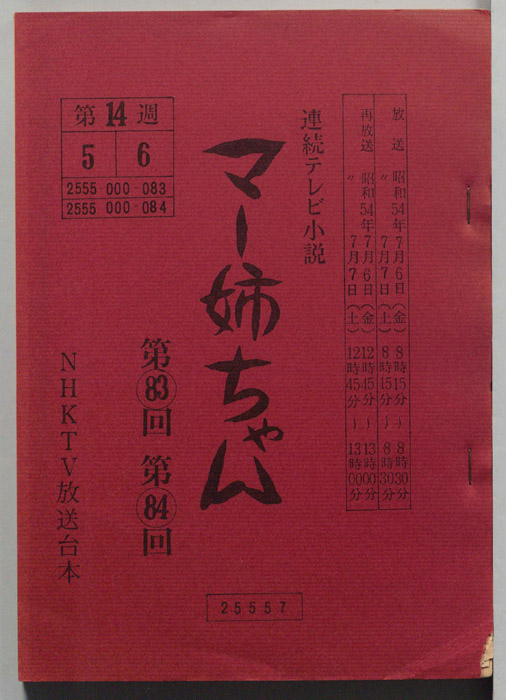 放送 昭和54年7月6日(金) 8時15分〜8時30分
〃 7月7日(土) 8時15分〜8時30分
再放送 昭和54年7月6日(金) 12時45分〜13時00分
〃 7月7日(土) 12時45分〜13時00分
連続テレビ小説
マー姉ちゃん
第83回 第84回
第14週
5 6
2555 000 083
2555 000 084
NHKTV放送台本
25557